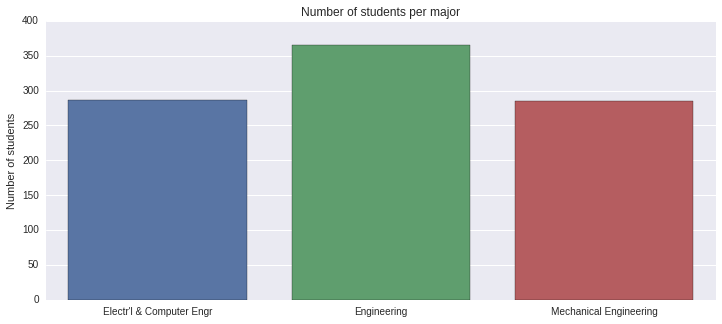 Number of students per major
Number of students
400
350
300
250
200
150
100
50
0
Electr'l & Computer Engr
Engineering
Mechanical Engineering